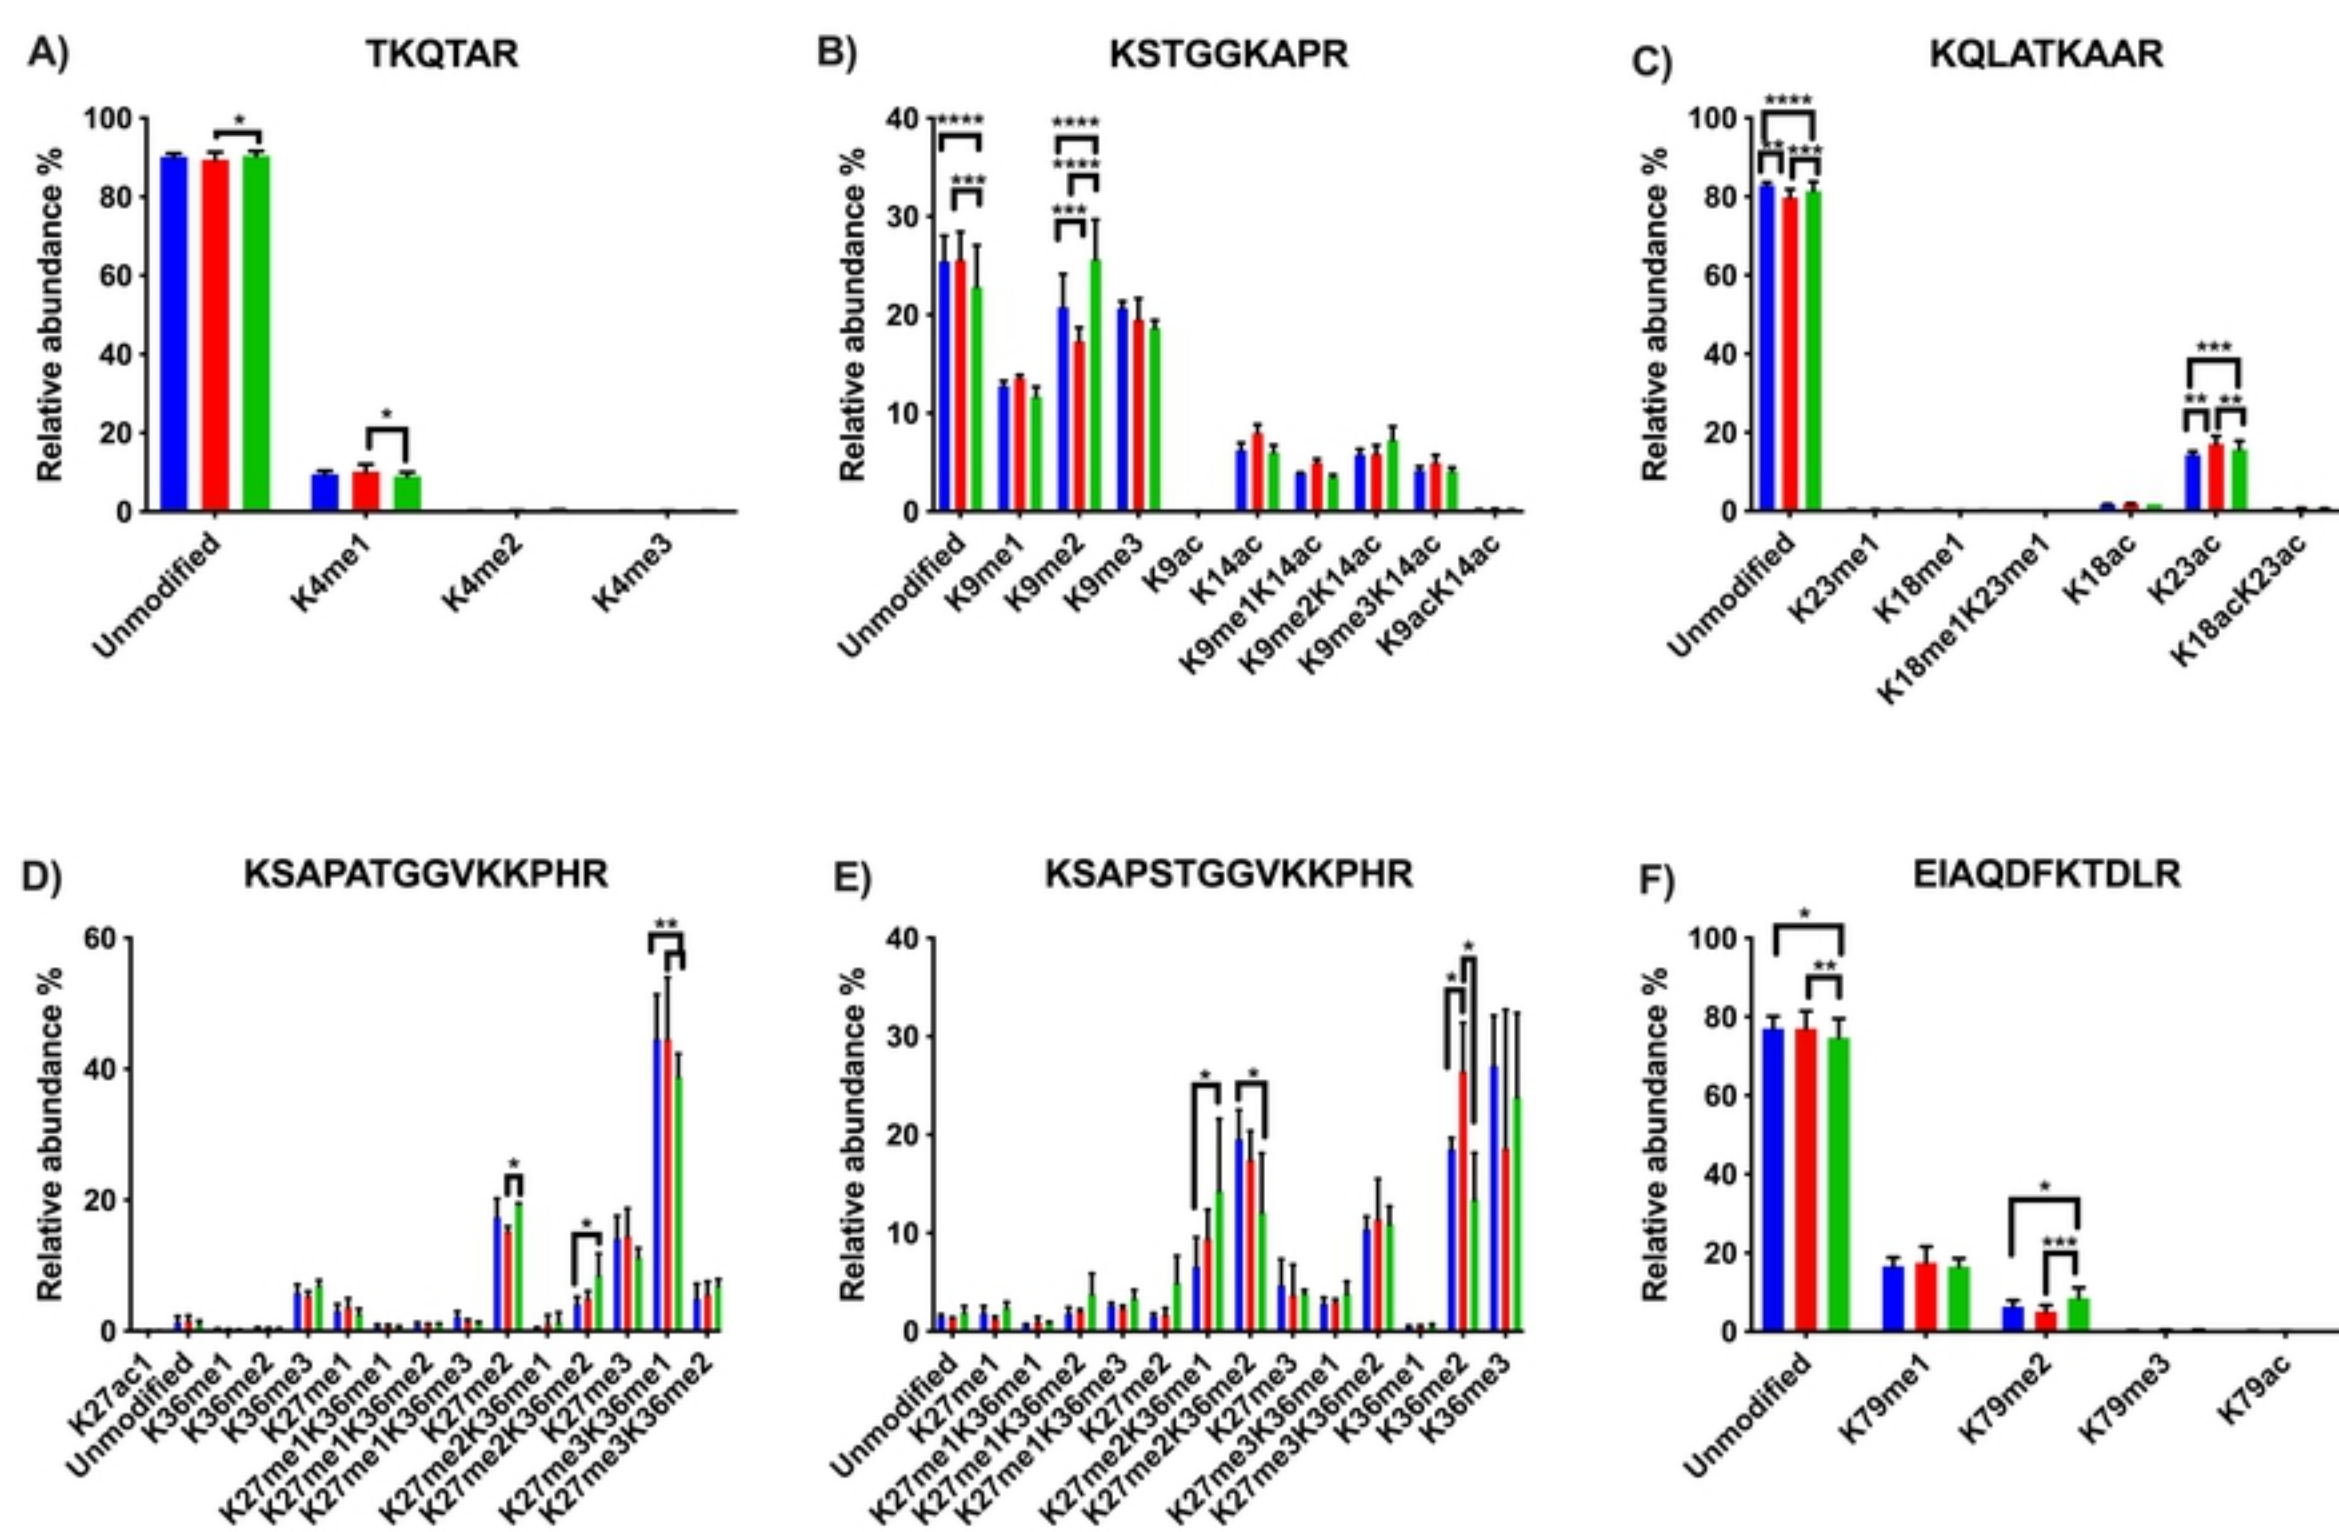 A) TKQTAR
Relative abundance %
100
80
60
40
20
0
*
*
Unmodified
K4me1
K4me2
K4me3
B) KSTGGKAPR
Relative abundance %
40
30
20
10
0
****
***
****
****
***
Unmodified
K9me1
K9me2
K9me3
K9ac
K14ac
K9me1K14ac
K9me2K14ac
K9me3K14ac
K9acK14ac
C) KQLATKAAR
Relative abundance %
100
80
60
40
20
0
****
** ***
***
** **
Unmodified
K23me1
K18me1
K18me1K23me1
K18ac
K23ac
K18acK23ac
D) KSAPATGGVKKPHR
Relative abundance %
60
40
20
0
*
*
**
K27ac1
Unmodified
K36me1
K36me2
K36me3
K27me1
K27me1K36me1
K27me1K36me2
K27me1K36me3
K27me2
K27me2K36me1
K27me2K36me2
K27me3
K27me3K36me1
K27me3K36me2
E) KSAPSTGGVKKPHR
Relative abundance %
40
30
20
10
0
*
*
*
*
Unmodified
K27me1
K27me1K36me1
K27me1K36me2
K27me1K36me3
K27me2
K27me2K36me1
K27me2K36me2
K27me3
K27me3K36me1
K27me3K36me2
K36me1
K36me2
K36me3
F) EIAQDFKTDLR
Relative abundance %
100
80
60
40
20
0
*
**
*
***
Unmodified
K79me1
K79me2
K79me3
K79ac